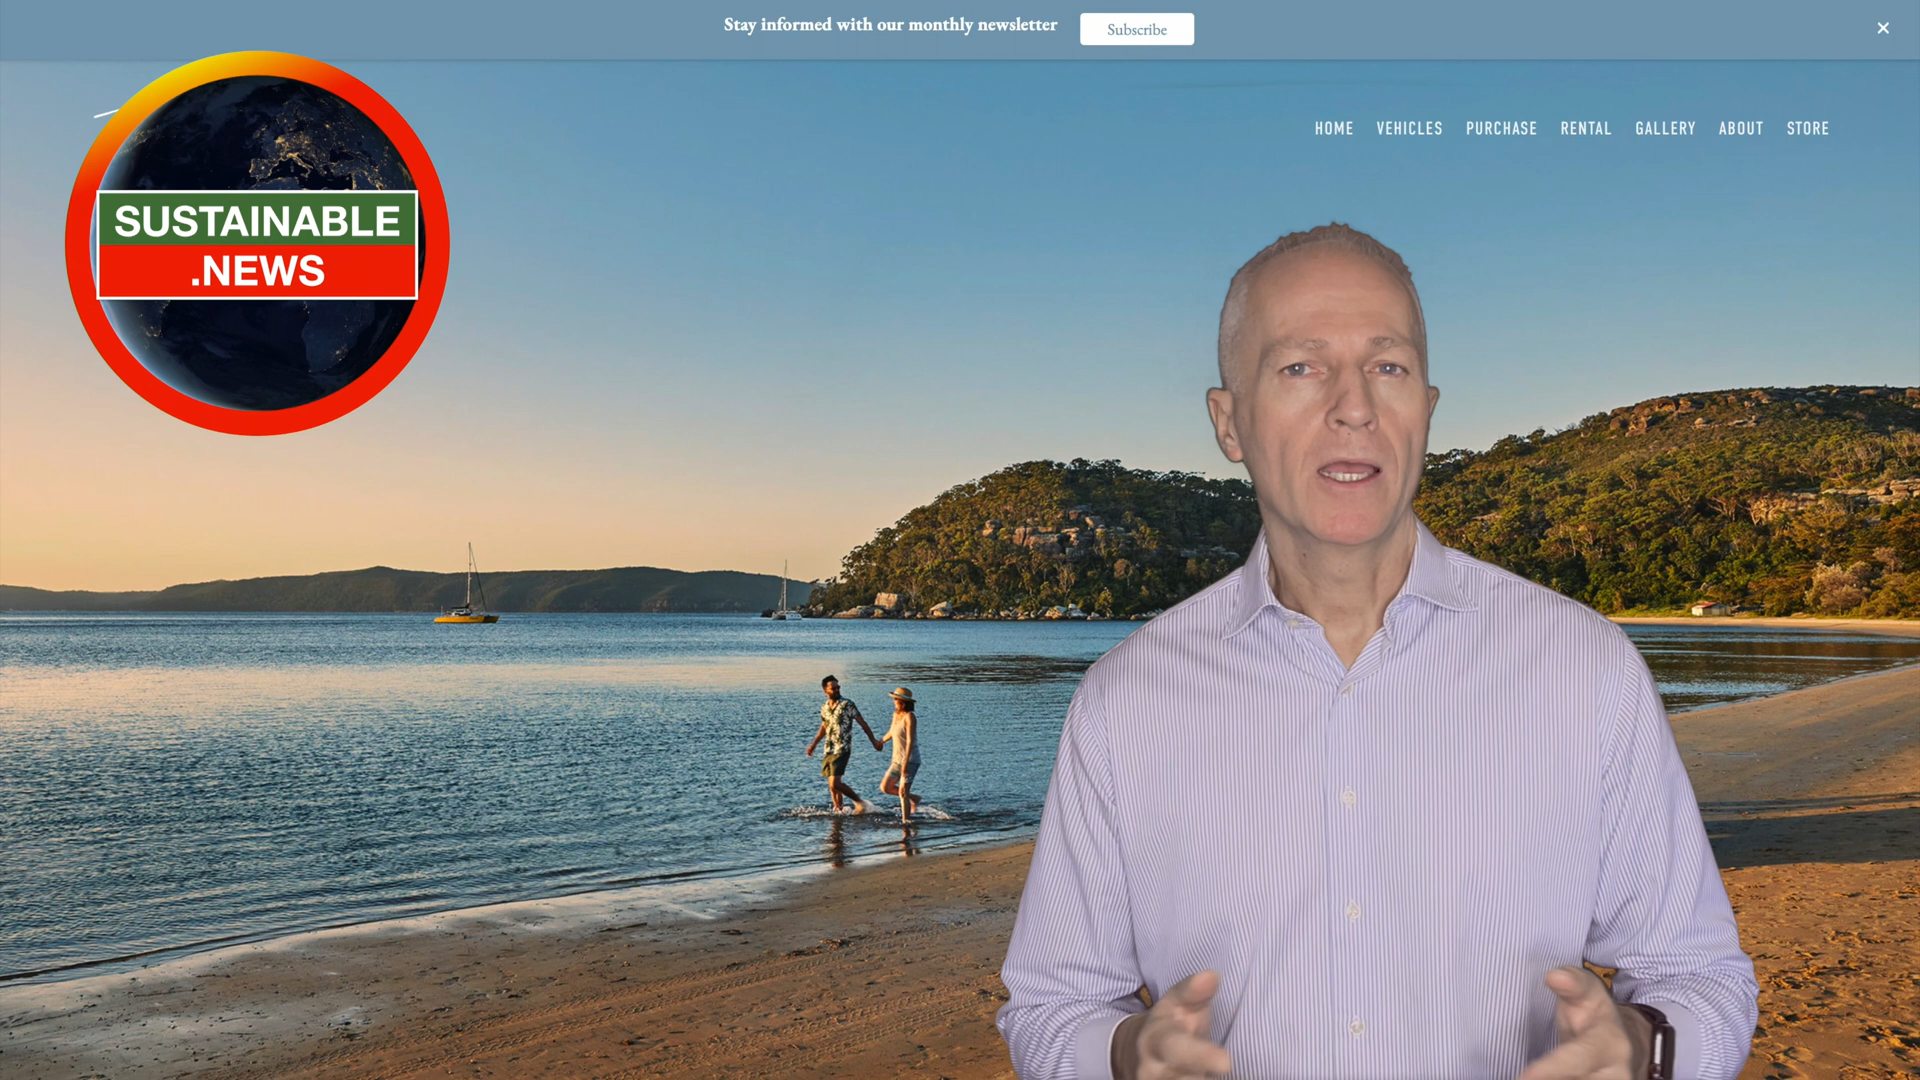 Stay informed with our monthly newsletter
Subscribe
HOME VEHICLES PURCHASE RENTAL GALLERY ABOUT STORE
SUSTAINABLE
.NEWS